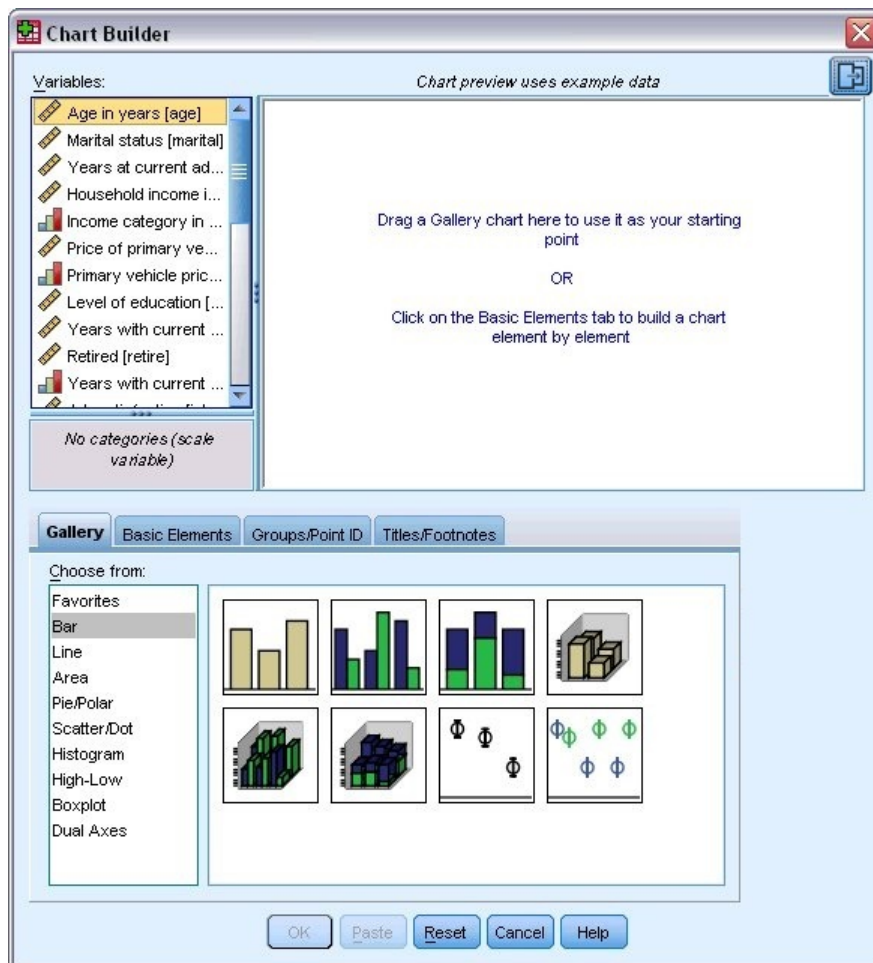 Chart Builder
Variables:
Chart preview uses example data
Age in years [age]
Marital status [marital]
Years at current ad...
Household income i...
Income category in ...
Price of primary ve...
Primary vehicle pric...
Level of education [...
Years with current ...
Retired [retire]
Years with current ...
No categories (scale
variable)
Drag a Gallery chart here to use it as your starting
point
OR
Click on the Basic Elements tab to build a chart
element by element
Gallery
Basic Elements
Groups/Point ID
Titles/Footnotes
Choose from:
Favorites
Bar
Line
Area
Pie/Polar
Scatter/Dot
Histogram
High-Low
Boxplot
Dual Axes
OK
Paste
Reset
Cancel
Help